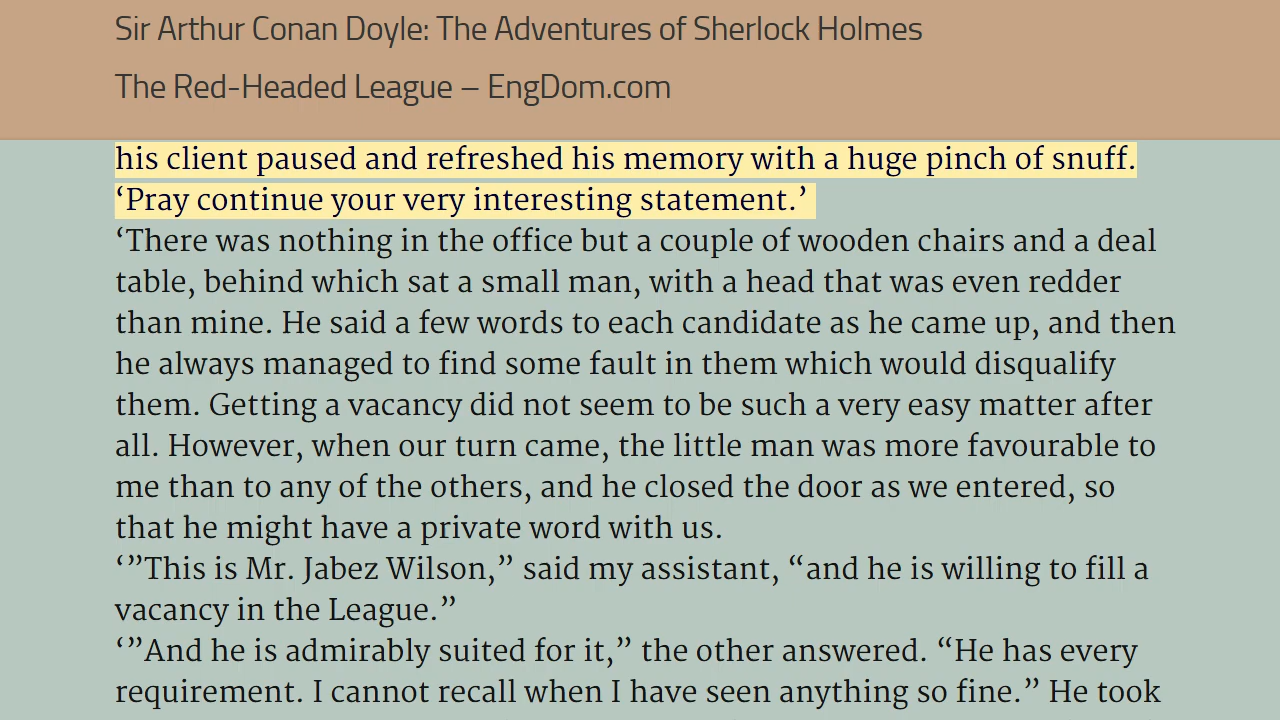 Sir Arthur Conan Doyle: The Adventures of Sherlock Holmes
The Red-Headed League – EngDom.com
his client paused and refreshed his memory with a huge pinch of snuff.
‘Pray continue your very interesting statement.’
‘There was nothing in the office but a couple of wooden chairs and a deal
table, behind which sat a small man, with a head that was even redder
than mine. He said a few words to each candidate as he came up, and then
he always managed to find some fault in them which would disqualify
them. Getting a vacancy did not seem to be such a very easy matter after
all. However, when our turn came, the little man was more favourable to
me than to any of the others, and he closed the door as we entered, so
that he might have a private word with us.
‘”This is Mr. Jabez Wilson,” said my assistant, “and he is willing to fill a
vacancy in the League.”
‘”And he is admirably suited for it,” the other answered. “He has every
requirement. I cannot recall when I have seen anything so fine.” He took